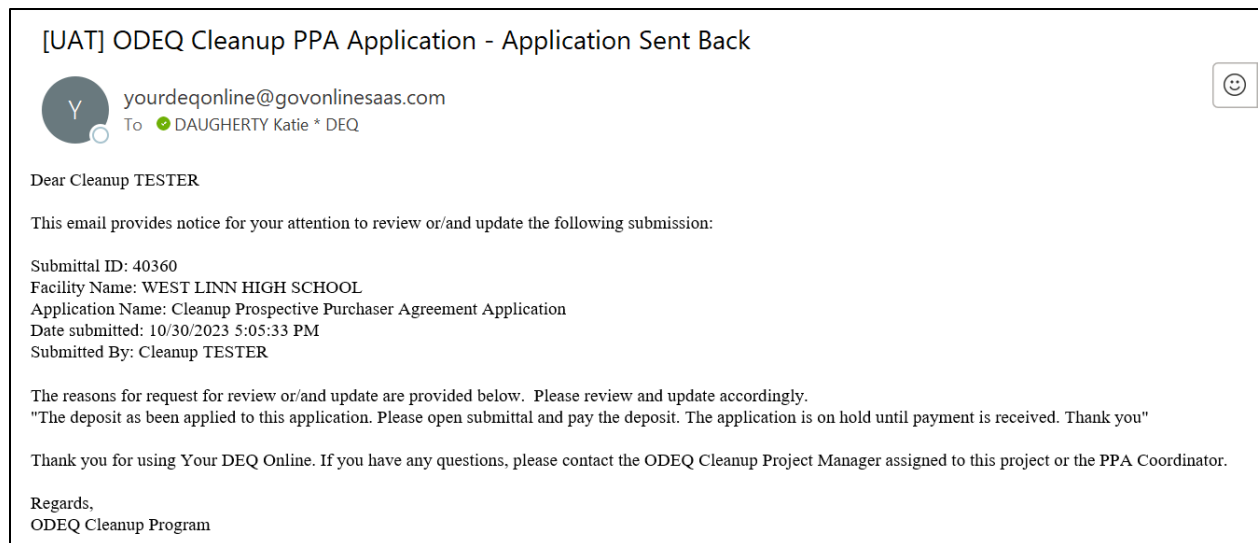 [UAT] ODEQ Cleanup PPA Application - Application Sent Back
Y
yourdeqonline@govonlinesaas.com
To DAUGHERTY Katie * DEQ
Dear Cleanup TESTER
This email provides notice for your attention to review or/and update the following submission:
Submittal ID: 40360
Facility Name: WEST LINN HIGH SCHOOL
Application Name: Cleanup Prospective Purchaser Agreement Application
Date submitted: 10/30/2023 5:05:33 PM
Submitted By: Cleanup TESTER
The reasons for request for review or/and update are provided below.  Please review and update accordingly.
"The deposit as been applied to this application. Please open submittal and pay the deposit. The application is on hold until payment is received. Thank you"
Thank you for using Your DEQ Online. If you have any questions, please contact the ODEQ Cleanup Project Manager assigned to this project or the PPA Coordinator.
Regards,
ODEQ Cleanup Program